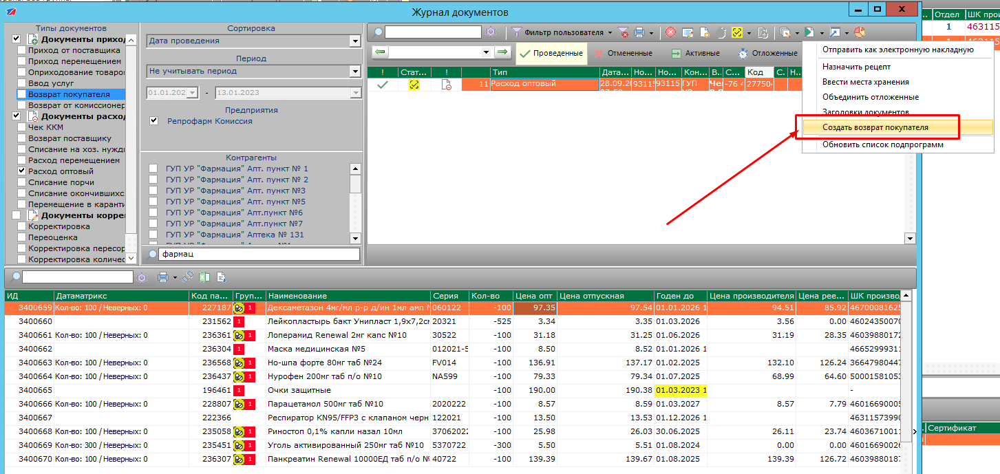 Журнал документов
Типы документов
Документы приход
Приход от поставщика
Приход перемещением
Оприходование товаро
Ввод услуг
Возврат покупателя
Возврат от комиссионер
Документы расход
Чек ККМ
Возврат поставщику
Списание на хоз. нужд
Расход перемещением
Расход оптовый
Списание порчи
Списание окончившихс
Перемещение в каранти
Документы коррек
Корректировка
Переоценка
Корректировка пересор
Корректировка количес
Сортировка
Дата проведения
Период
Не учитывать период
01.01.202 - 13.01.2023
Предприятия
Репрофарм Комиссия
Контрагенты
ГУП УР "Фармация" Апт. пункт № 1
ГУП УР "Фармация" Апт. пункт № 2
ГУП УР "Фармация" Апт. пункт №3
ГУП УР "Фармация" Апт. пункт №5
ГУП УР "Фармация" Апт.пункт №6
ГУП УР "Фармация" Апт.пункт №7
ГУП УР "Фармация" Аптека № 131
фармац
Фильтр пользователя
Проведенные Отмененные Активные Отложенные
! Стат... ! Тип Дата... Но... Но... Кон... В.. С... Код С. Н..
11 Расход оптовый 28.09.20 93115 93115 ГУП Чек -76 4 27750
Отправить как электронную накладную
Назначить рецепт
Ввести места хранения
Объединить отложенные
Заголовки документов
Создать возврат покупателя
Обновить список подпрограмм
.. Отдел ШК прои
1 463115
Сертификат
ИД Датаматрикс Код па... Груп... Наименование Серия Кол-во Цена опт Цена отпускная Годен до Цена производителя Цена рее... ШК произво
3400659 Кол-во: 100 / Неверных: 0 227187 1 Дексаметазон 4мг/мл р-р д/ин 1мл амп N 060122 -100 97.35 97.54 01.01.2026 1 94.51 85.92 46700081625
3400660 231562 1 Лейкопластырь бакт Унипласт 1,9х7,2см 20321 -525 3.34 3.35 01.03.2026 3.56 0.00 46024350070
3400661 Кол-во: 100 / Неверных: 0 236361 1 Лоперамид Renewal 2мг капс №10 30522 -100 31.18 31.25 01.06.2026 31.19 28.35 46039880172
3400662 236304 1 Маска медицинская №5 012021-5 -100 8.50 8.52 01.01.2026 1 46652999311
3400663 Кол-во: 100 / Неверных: 0 236568 1 Но-шпа форте 80мг таб №24 FV014 -100 136.91 137.17 01.02.2025 132.10 126.24 36647980447
3400664 Кол-во: 100 / Неверных: 0 236437 1 Нурофен 200мг таб п/о №10 NA599 -100 79.33 79.34 01.07.2025 68.99 64.60 50001581053
3400665 196461 1 Очки защитные -100 190.00 190.38 01.03.2023 1 -
3400666 Кол-во: 100 / Неверных: 0 228807 1 Парацетамол 500мг таб №10 2020222 -100 8.57 8.59 01.03.2027 8.57 7.79 46016690005
3400667 222366 Респиратор KN95/FFP3 с клапаном черн 122021 -100 13.50 13.53 01.12.2026 1 46311573990
3400668 Кол-во: 100 / Неверных: 0 235058 1 Риностоп 0,1% капли назал 10мл 37062022 -100 25.98 26.03 30.06.2025 26.11 23.74 46036710011
3400669 Кол-во: 300 / Неверных: 0 235451 1 Уголь активированный 250мг таб №10 5370722 -300 5.50 5.51 01.08.2024 0.00 0.00 46016690026
3400670 Кол-во: 100 / Неверных: 0 236307 1 Панкреатин Renewal 10000ЕД таб п/о №2 40722 -100 139.39 139.67 01.08.2025 139.39 126.72 46039880187